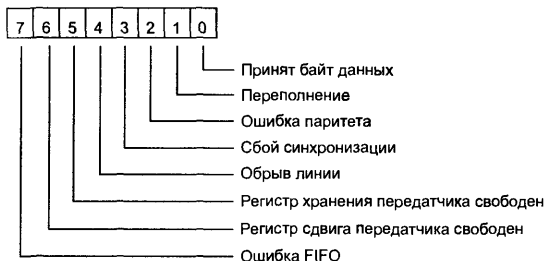 7 6 5 4 3 2 1 0
Принят байт данных
Переполнение
Ошибка паритета
Сбой синхронизации
Обрыв линии
Регистр хранения передатчика свободен
Регистр сдвига передатчика свободен
Ошибка FIFO